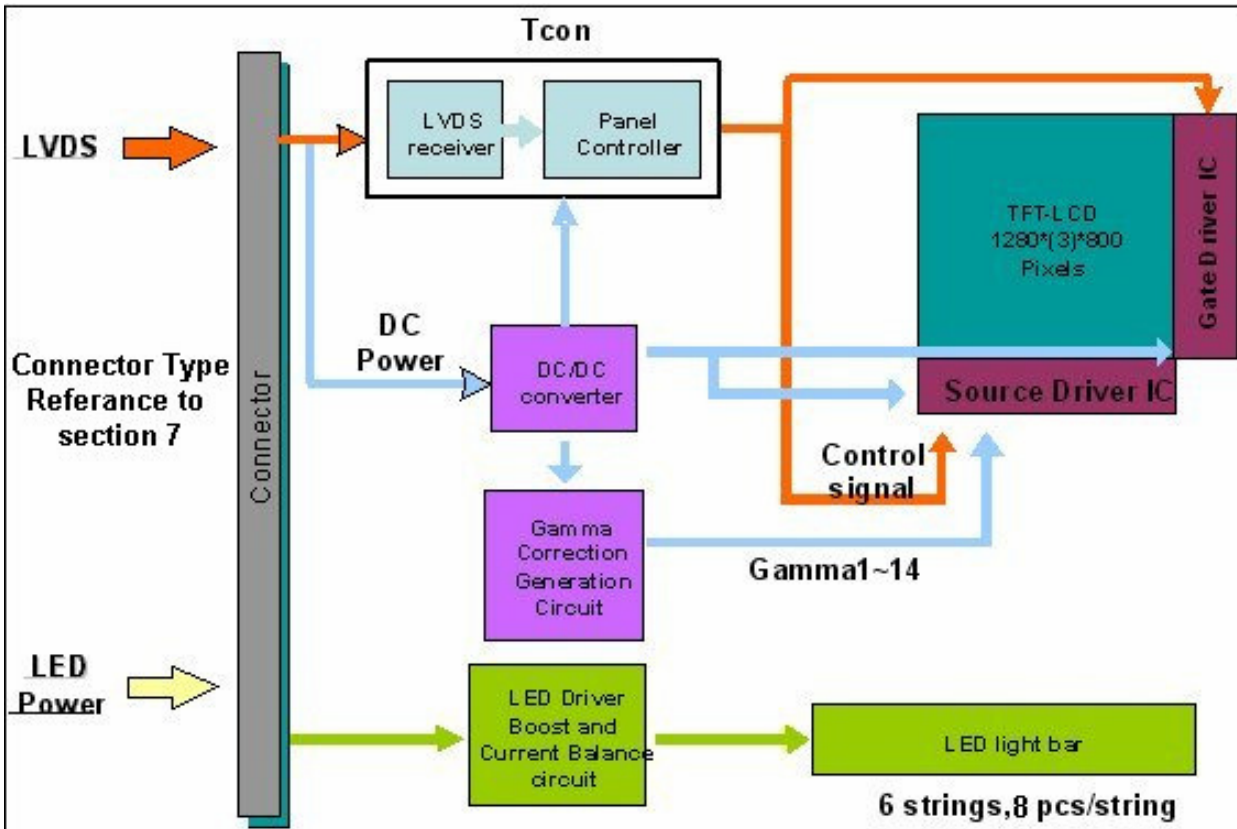 Tcon
LVDS
LVDS
receiver
Panel
Controller
TFT-LCD
1280*(3)*800
Pixels
Gate Driver IC
Source Driver IC
DC
Power
DC/DC
converter
Connector Type
Referance to
section 7
Connector
Control
signal
Gamma
Correction
Generation
Circuit
Gamma1~14
LED
Power
LED Driver
Boost and
Current Balance
circuit
LED light bar
6 strings,8 pcs/string